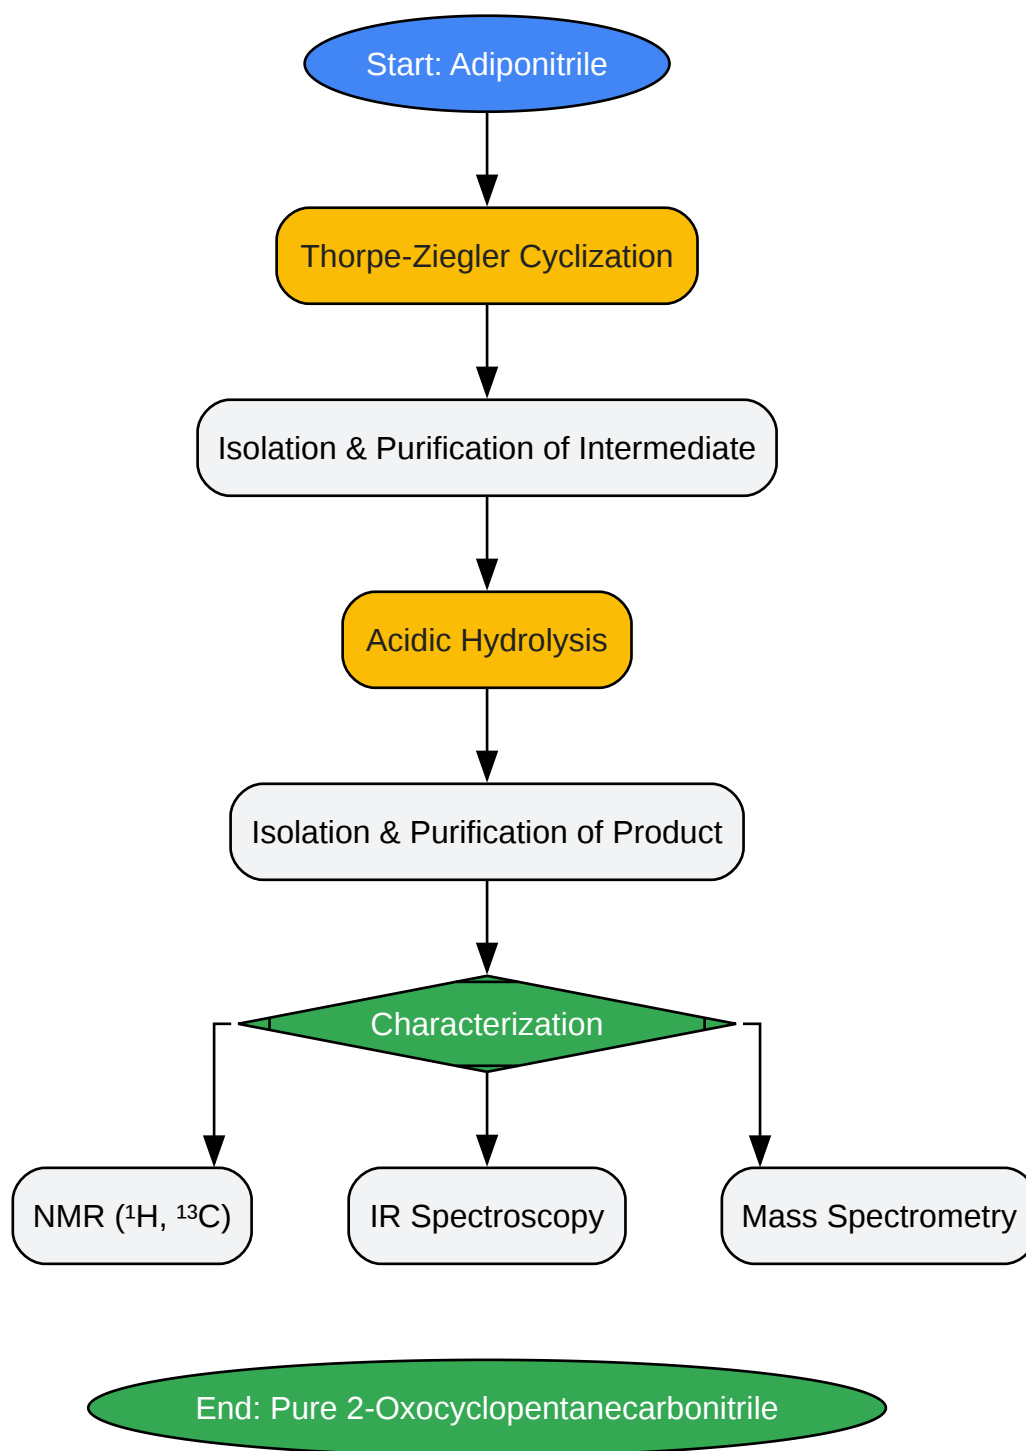 Start: Adiponitrile
Thorpe-Ziegler Cyclization
Isolation & Purification of Intermediate
Acidic Hydrolysis
Isolation & Purification of Product
Characterization
NMR (¹H, ¹³C)
IR Spectroscopy
Mass Spectrometry
End: Pure 2-Oxocyclopentanecarbonitrile